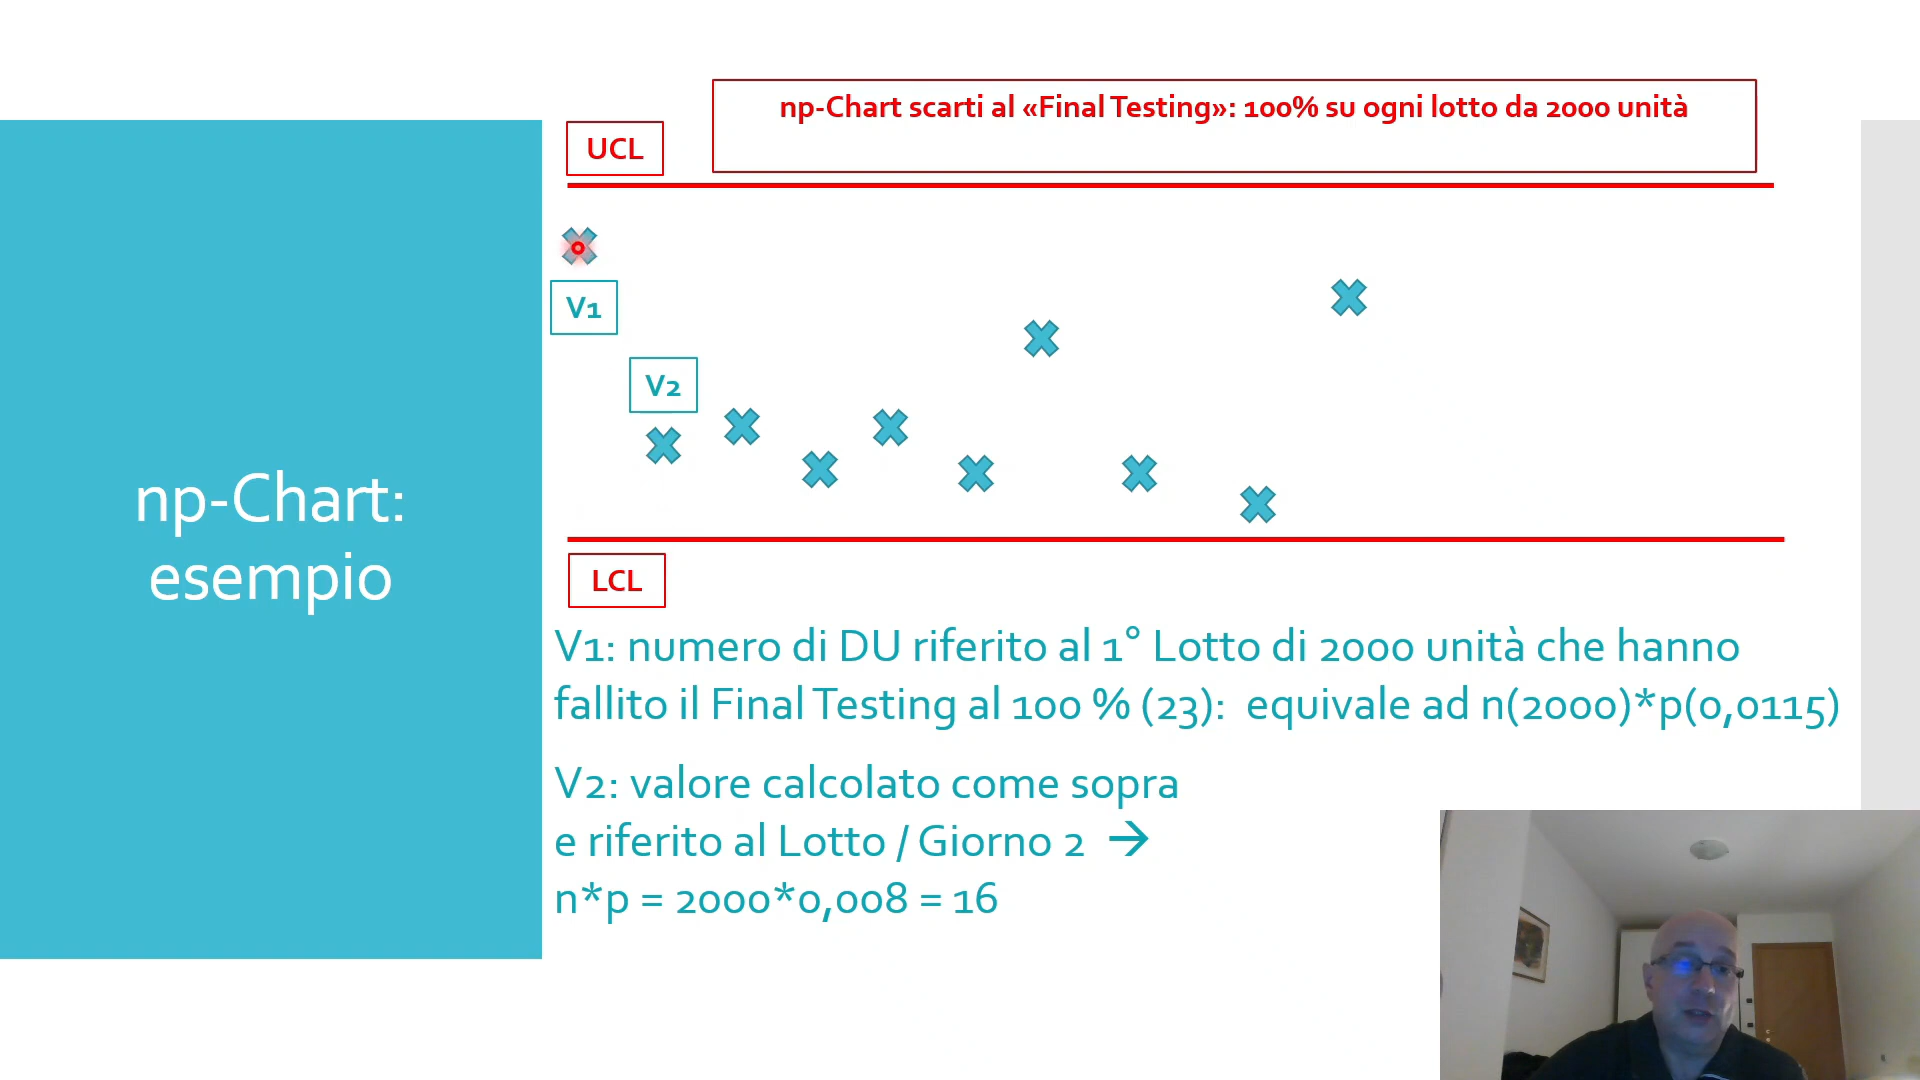 np-Chart:
esempio
np-Chart scarti al «Final Testing»: 100% su ogni lotto da 2000 unità
UCL
V1
V2
LCL
V1: numero di DU riferito al 1° Lotto di 2000 unità che hanno
fallito il Final Testing al 100 % (23): equivale ad n(2000)*p(0,0115)
V2: valore calcolato come sopra
e riferito al Lotto / Giorno 2 →
n*p = 2000*0,008 = 16